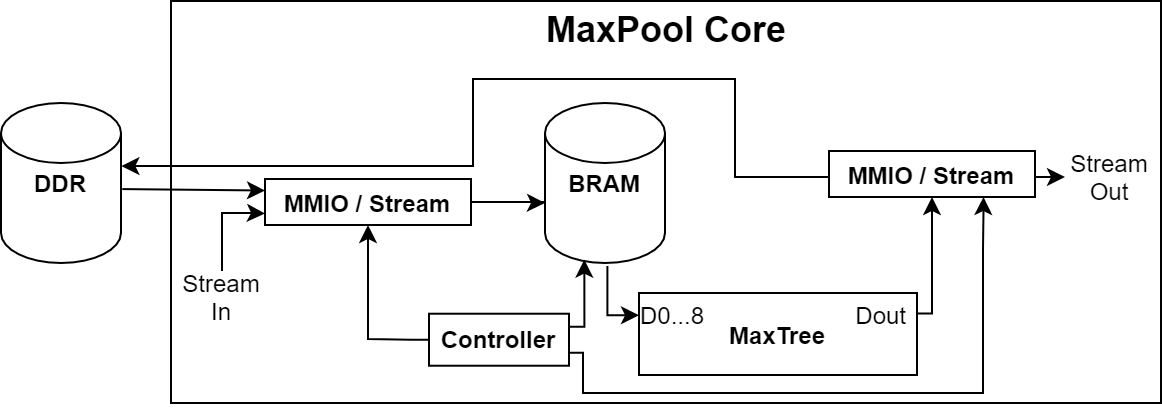 MaxPool Core
DDR
MMIO / Stream
Stream
In
BRAM
MMIO / Stream
Stream
Out
Controller
D0...8
Dout
MaxTree